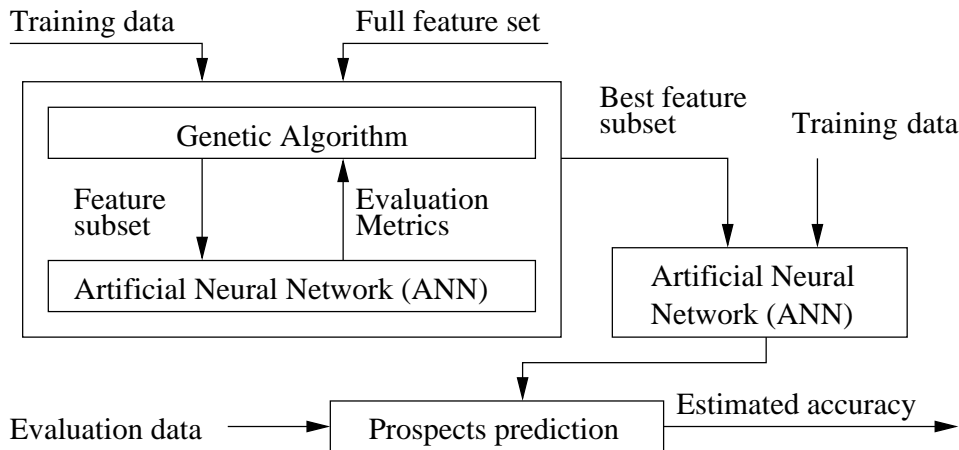 Training data
Full feature set
Best feature
subset
Training data
Genetic Algorithm
Feature
subset
Evaluation
Metrics
Artificial Neural Network (ANN)
Artificial Neural
Network (ANN)
Evaluation data
Prospects prediction
Estimated accuracy